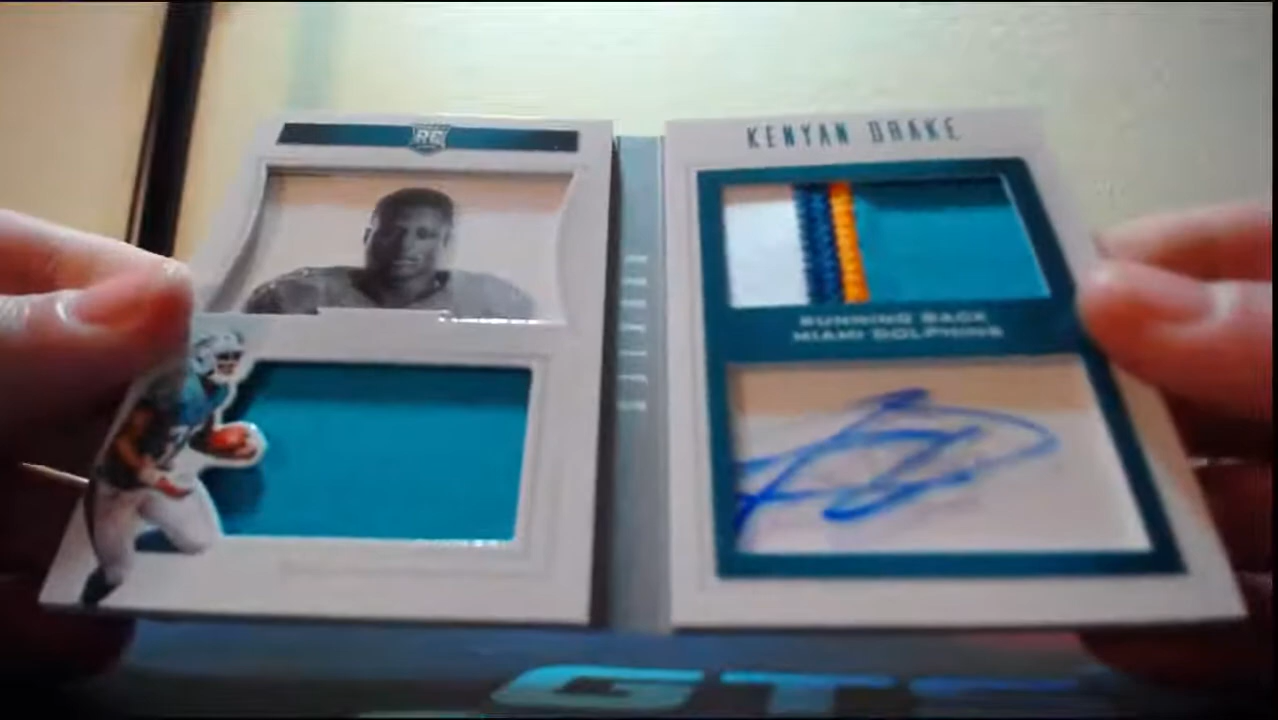 RC
KENYAN DRAKE
RUNNING BACK
MIAMI DOLPHINS
GTS